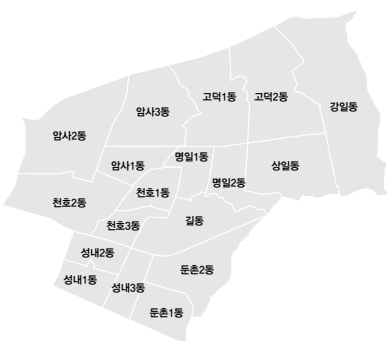 고덕1동
고덕2동
강일동
암사3동
암사2동
명일1동
암사1동
상일동
명일2동
천호1동
천호2동
길동
천호3동
성내2동
둔촌2동
성내1동
성내3동
둔촌1동